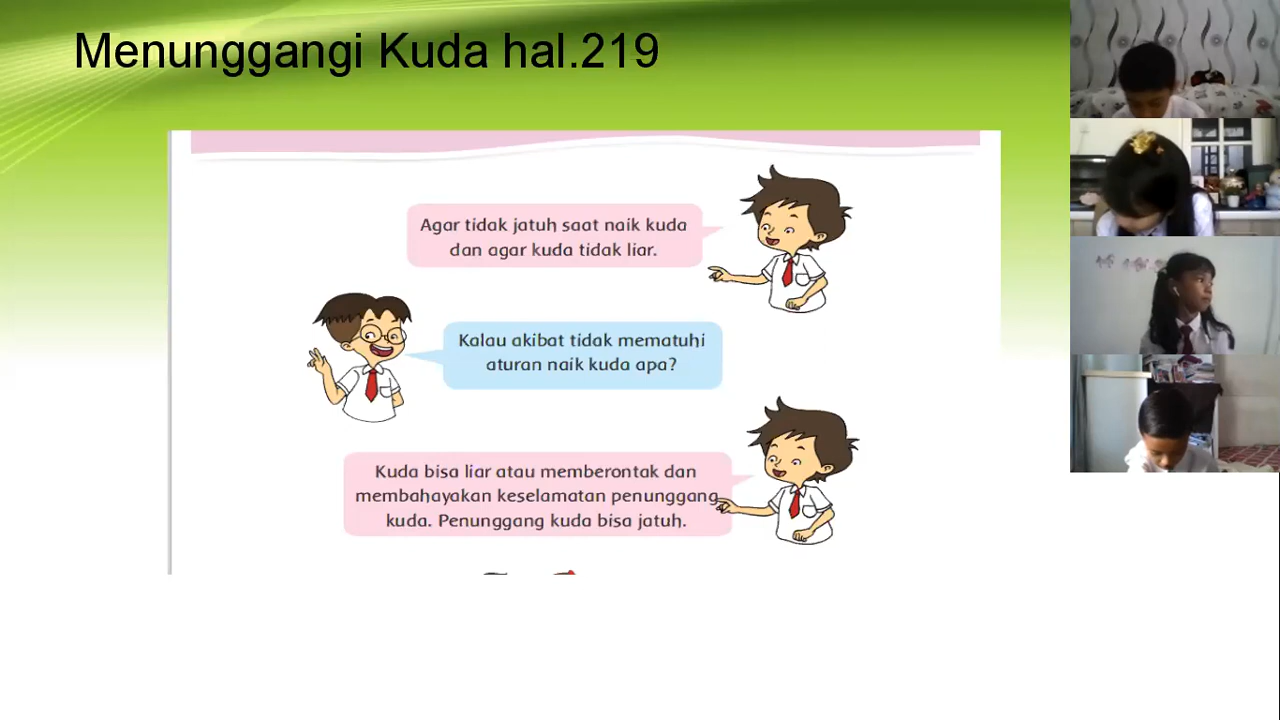 Menunggangi Kuda hal.219
Agar tidak jatuh saat naik kuda
dan agar kuda tidak liar.
Kalau akibat tidak mematuhi
aturan naik kuda apa?
Kuda bisa liar atau memberontak dan
membahayakan keselamatan penunggang
kuda. Penunggang kuda bisa jatuh.